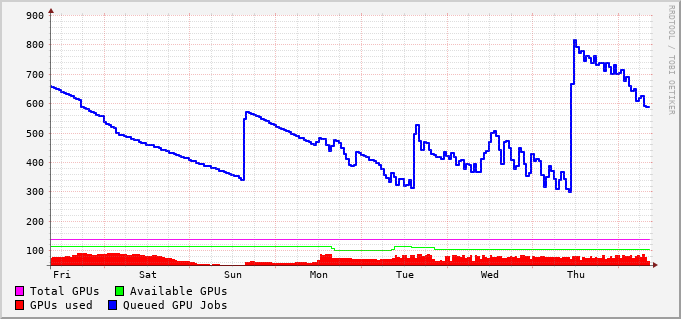 900
800
700
600
500
400
300
200
100
Fri Sat Sun Mon Tue Wed Thu
Total GPUs Available GPUs
GPUs used Queued GPU Jobs
RRDTOOL / TOBI OETIKER